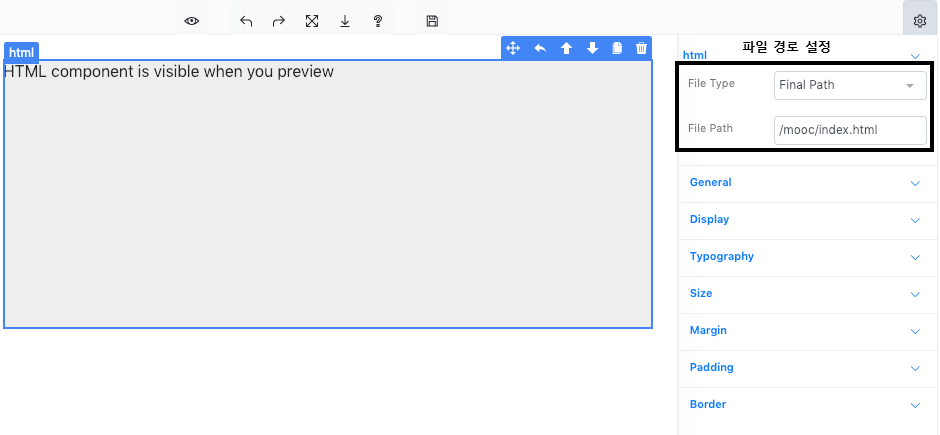 html
HTML component is visible when you preview
html
파일 경로 설정
File Type
Final Path
File Path
/mooc/index.html
General
Display
Typography
Size
Margin
Padding
Border